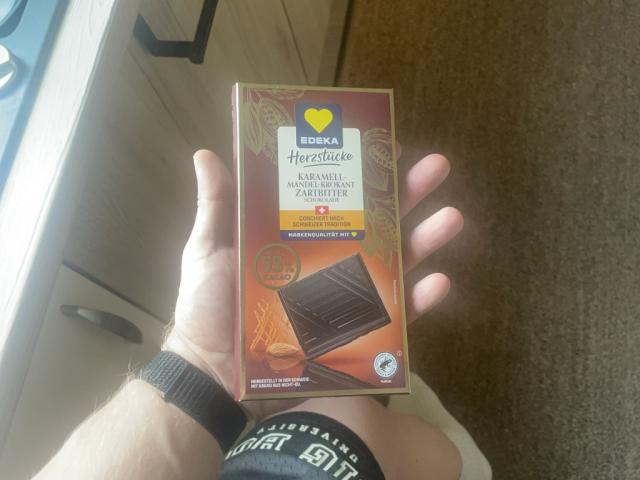 EDEKA
Herzstücke
KARAMELL-
MANDEL-KROKANT
ZARTBITTER
SCHOKOLADE
CONCHIERT NACH
SCHWEIZER TRADITION
MARKENQUALITÄT MIT
55%
KAKAO
HERGESTELLT IN DER SCHWEIZ
MIT KAKAO AUS NICHT-EU.
UNIVERSITY